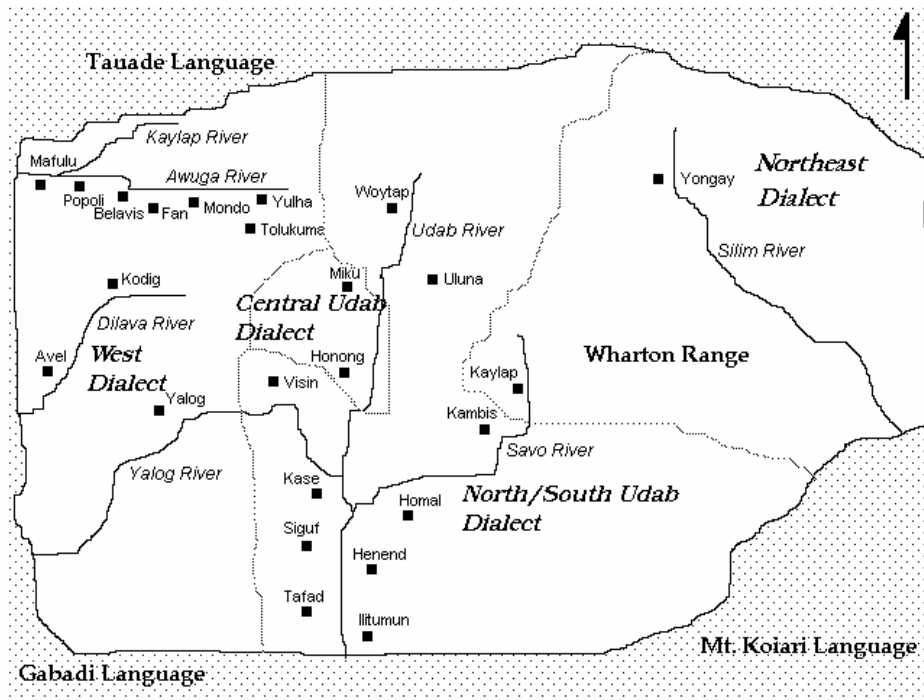 Tauade Language
Kaylap River
Mafulu
Awuga River
Popoli
Belavis
Fan
Mondo
Yulha
Tolukuma
Woytap
Udab River
Yongay
Northeast
Dialect
Silim River
Kodig
Miku
Uluna
Central Udab
Dialect
Dilava River
Avel
West
Dialect
Honong
Visin
Yalog
Kaylap
Wharton Range
Kambis
Savo River
Yalog River
Kase
Homal
North/South Udab
Dialect
Siguf
Henend
Tafad
Ilitumun
Gabadi Language
Mt. Koiari Language